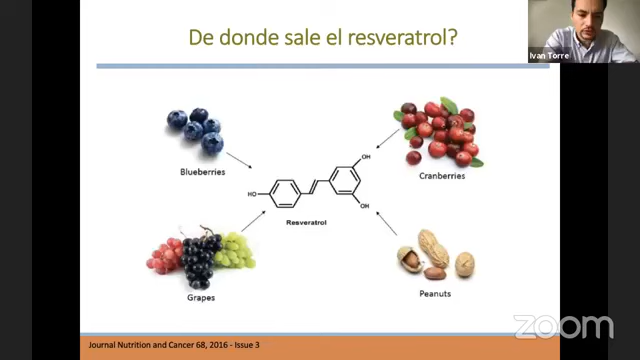 De donde sale el resveratrol?
Ivan Torre
Blueberries
Cranberries
OH
HO
OH
Resveratrol
Grapes
Peanuts
Journal Nutrition and Cancer 68, 2016 - Issue 3
zoom